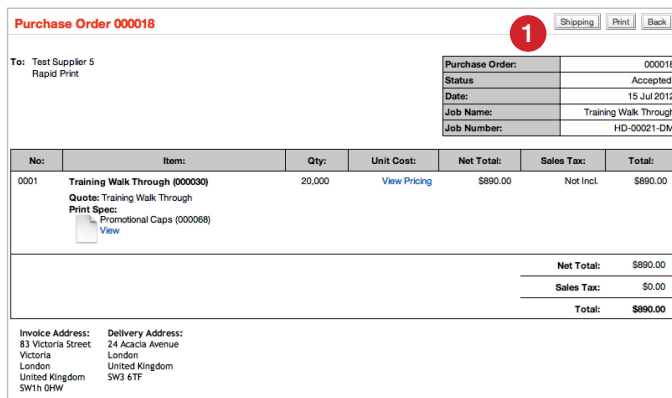 Purchase Order 000018
1
Shipping Print Back
To: Test Supplier 5
Rapid Print
Purchase Order: 000018
Status Accepted
Date: 15 Jul 2012
Job Name: Training Walk Through
Job Number: HD-00021-DM
No: Item: Qty: Unit Cost: Net Total: Sales Tax: Total:
0001 Training Walk Through (000030) 20,000 View Pricing $890.00 Not Incl. $890.00
Quote: Training Walk Through
Print Spec:
Promotional Caps (000068)
View
Net Total: $890.00
Sales Tax: $0.00
Total: $890.00
Invoice Address: Delivery Address:
83 Victoria Street 24 Acacia Avenue
Victoria London
London United Kingdom
United Kingdom SW3 6TF
SW1h 0HW